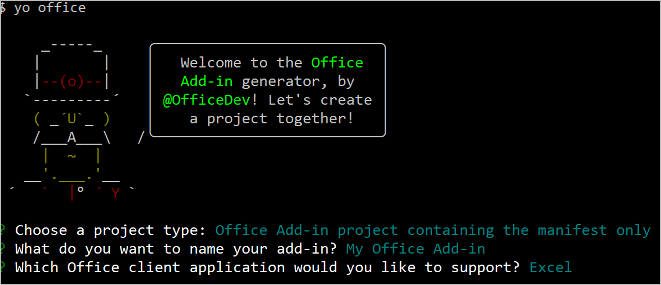 $ yo office
Welcome to the Office
Add-in generator, by
@OfficeDev! Let's create
a project together!
? Choose a project type: Office Add-in project containing the manifest only
? What do you want to name your add-in? My Office Add-in
? Which Office client application would you like to support? Excel